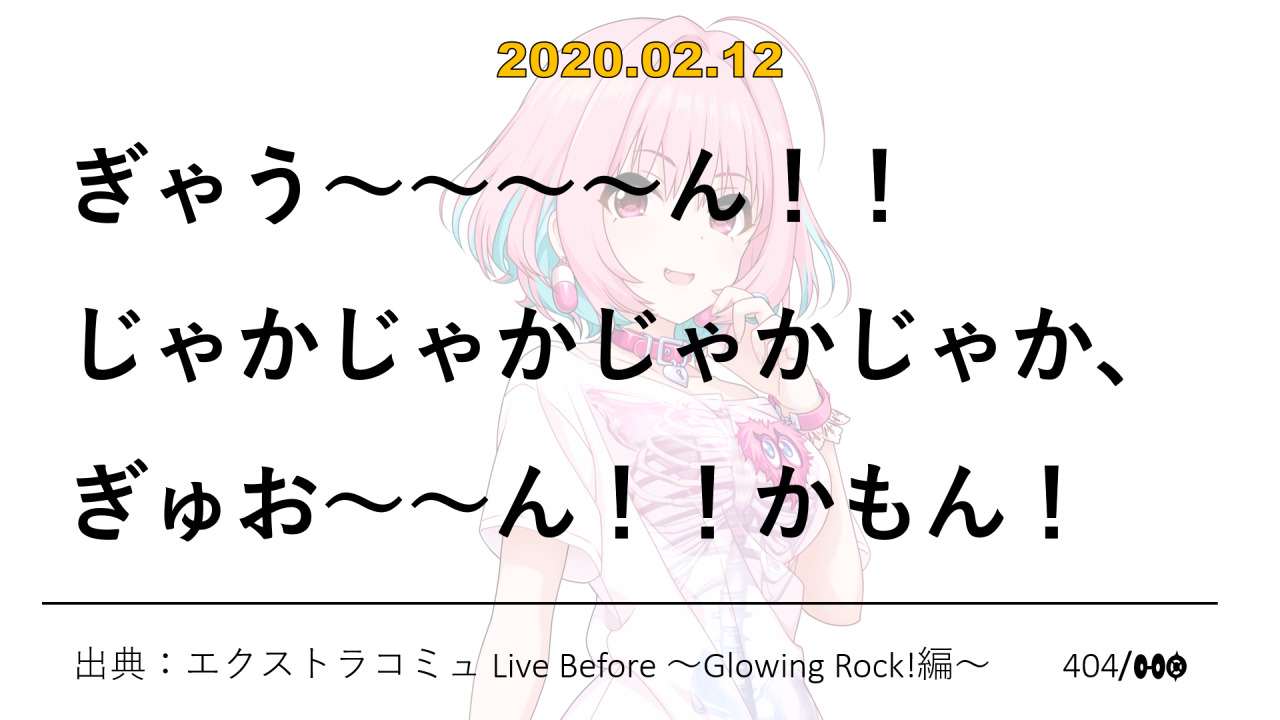 2020.02.12
ぎゃう～～～～ん！！
じゃかじゃかじゃかじゃか、
ぎゅお～～ん！！かもん！
出典：エクストラコミュ Live Before ～Glowing Rock!編～ 404/